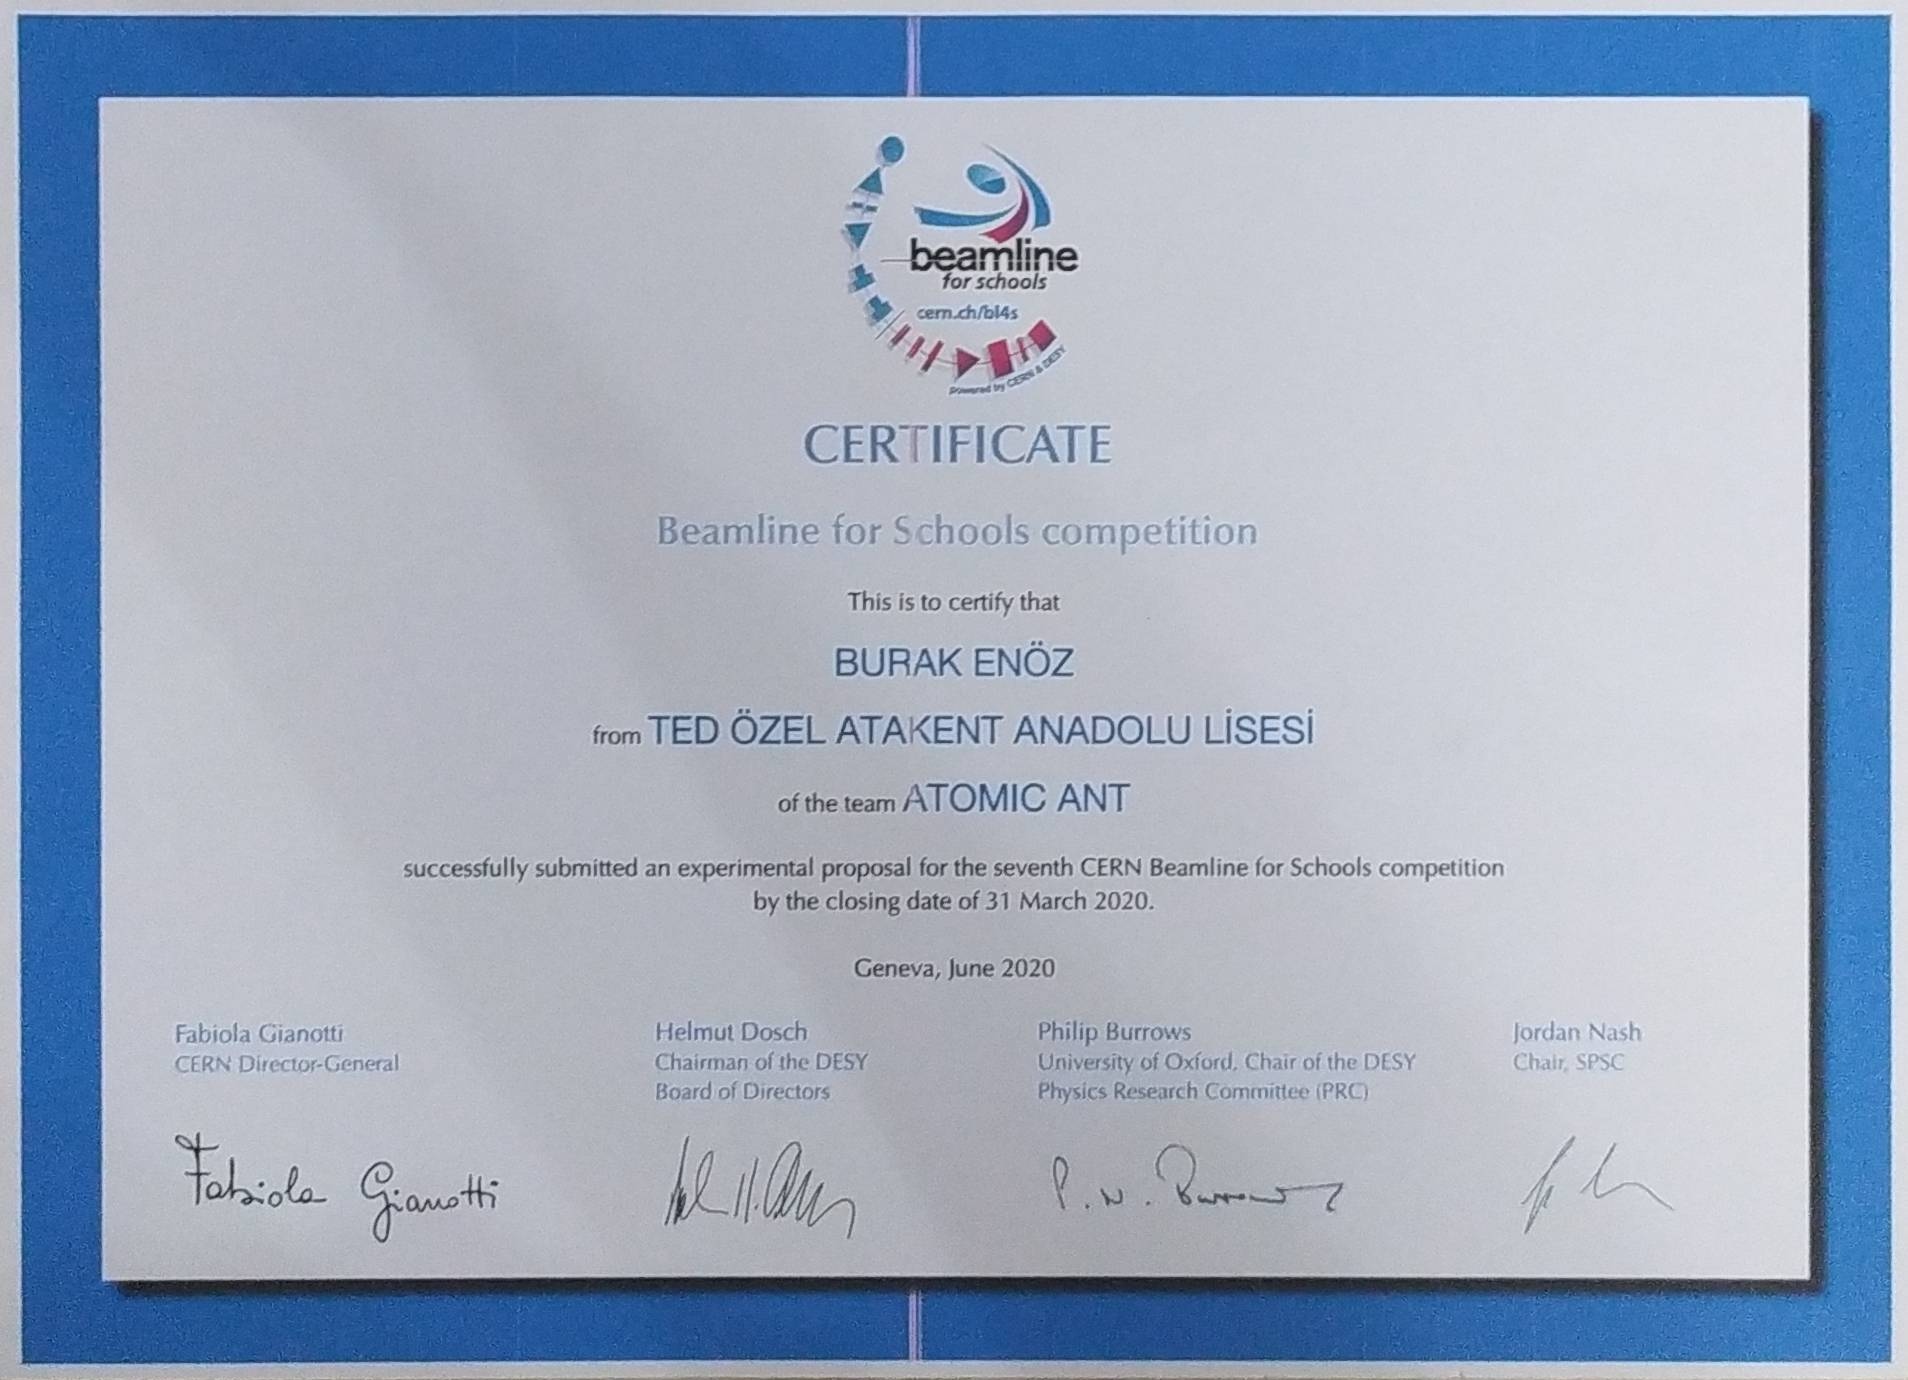 beamline
for schools
cern.ch/bl4s
powered by CERN & DESY
CERTIFICATE
Beamline for Schools competition
This is to certify that
BURAK ENÖZ
from TED ÖZEL ATAKENT ANADOLU LİSESİ
of the team ATOMIC ANT
successfully submitted an experimental proposal for the seventh CERN Beamline for Schools competition
by the closing date of 31 March 2020.
Geneva, June 2020
Fabiola Gianotti
CERN Director-General
Helmut Dosch
Chairman of the DESY
Board of Directors
Philip Burrows
University of Oxford, Chair of the DESY
Physics Research Committee (PRC)
Jordan Nash
Chair, SPSC
Fabiola Gianotti
P. N. Burrows